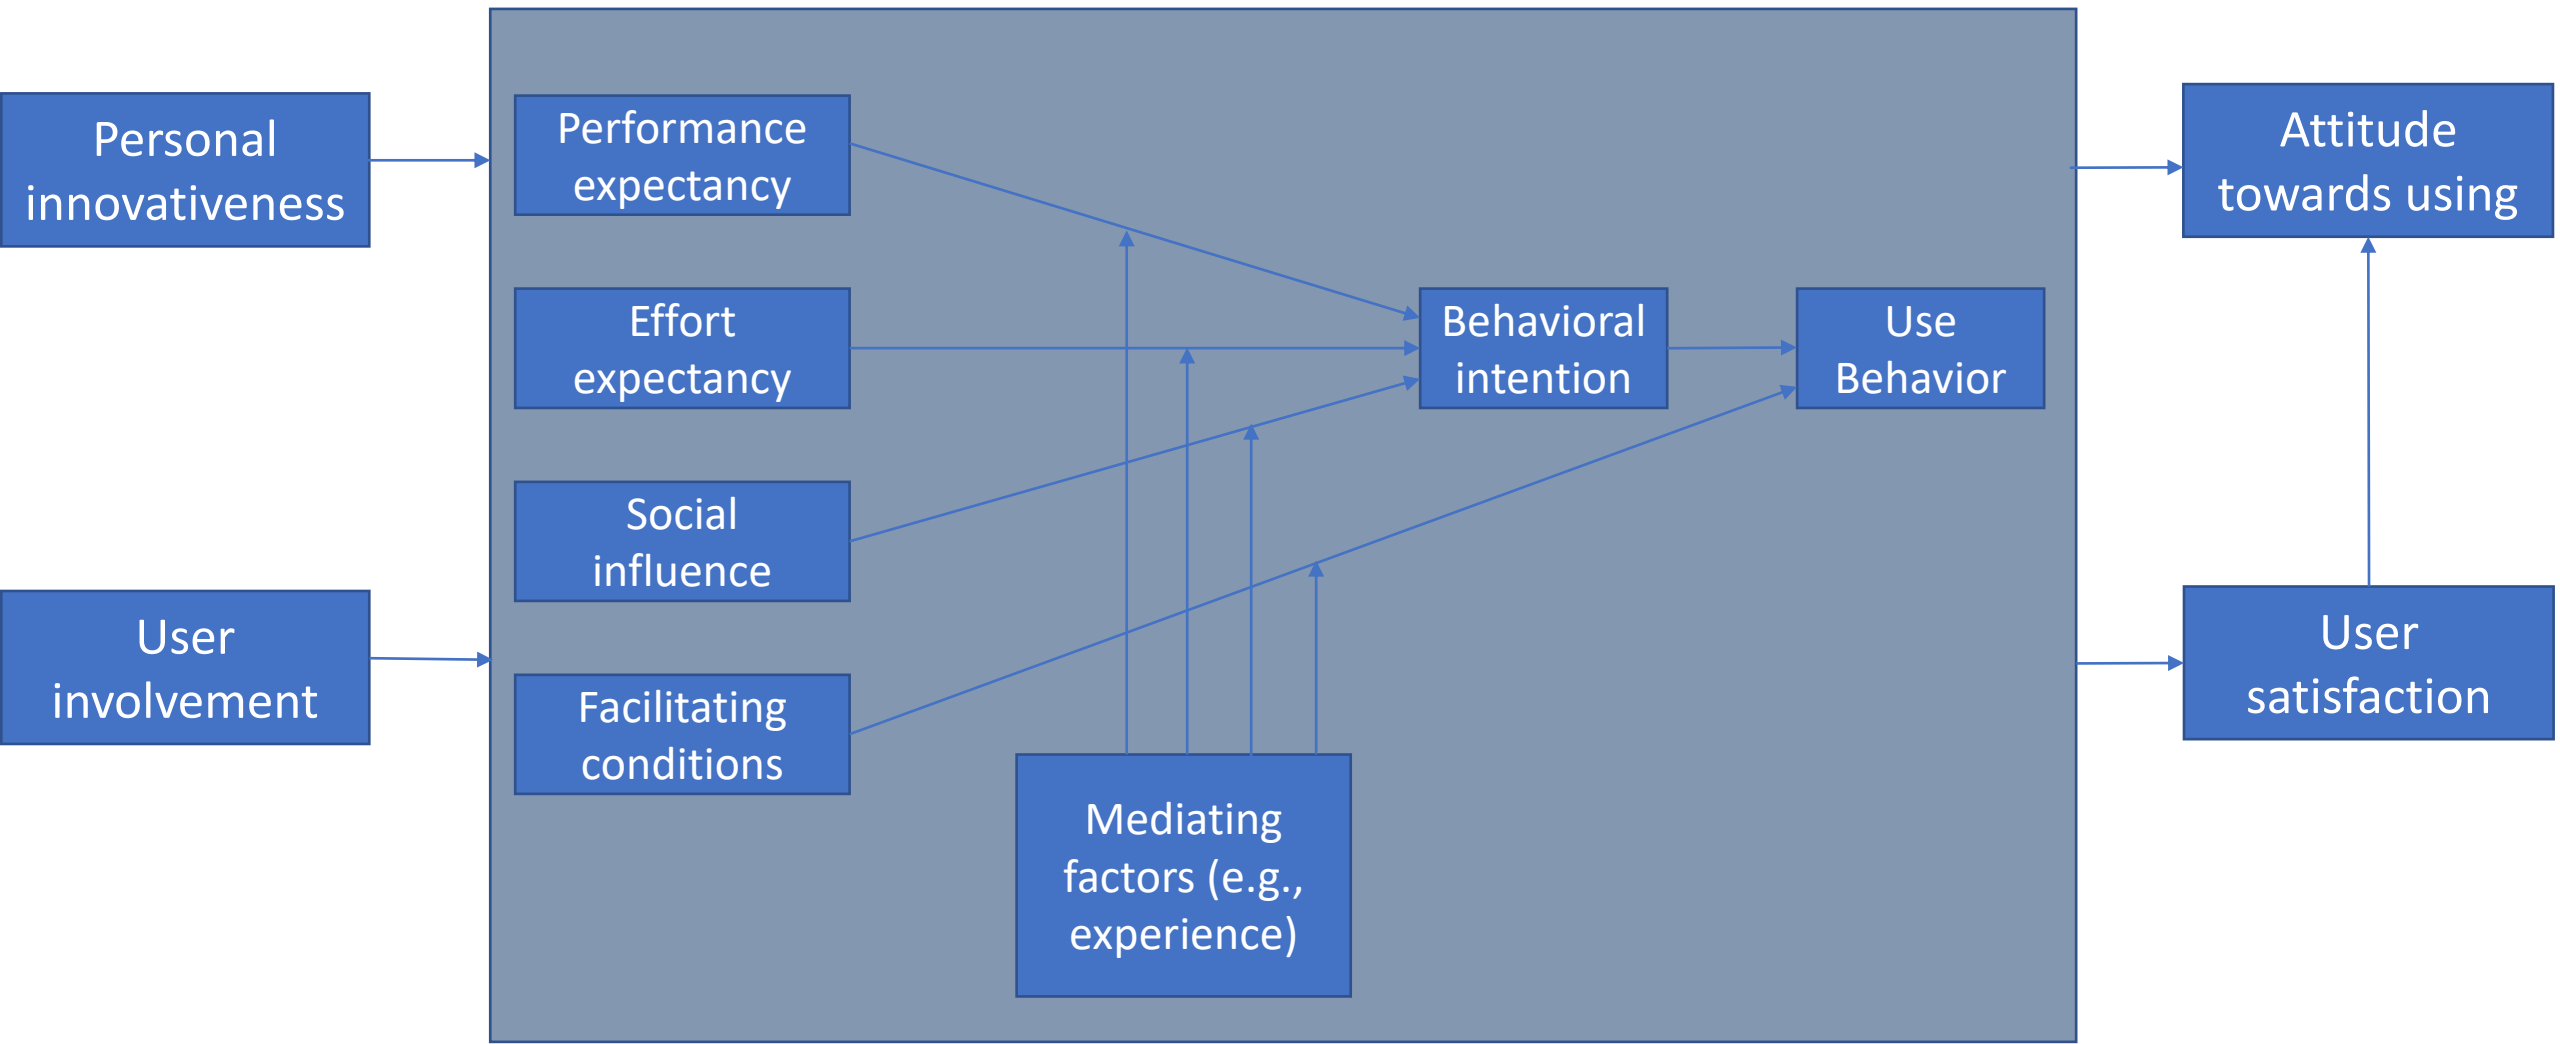 Personal
innovativeness
User
involvement
Performance
expectancy
Effort
expectancy
Social
influence
Facilitating
conditions
Mediating
factors (e.g.,
experience)
Behavioral
intention
Use
Behavior
Attitude
towards using
User
satisfaction